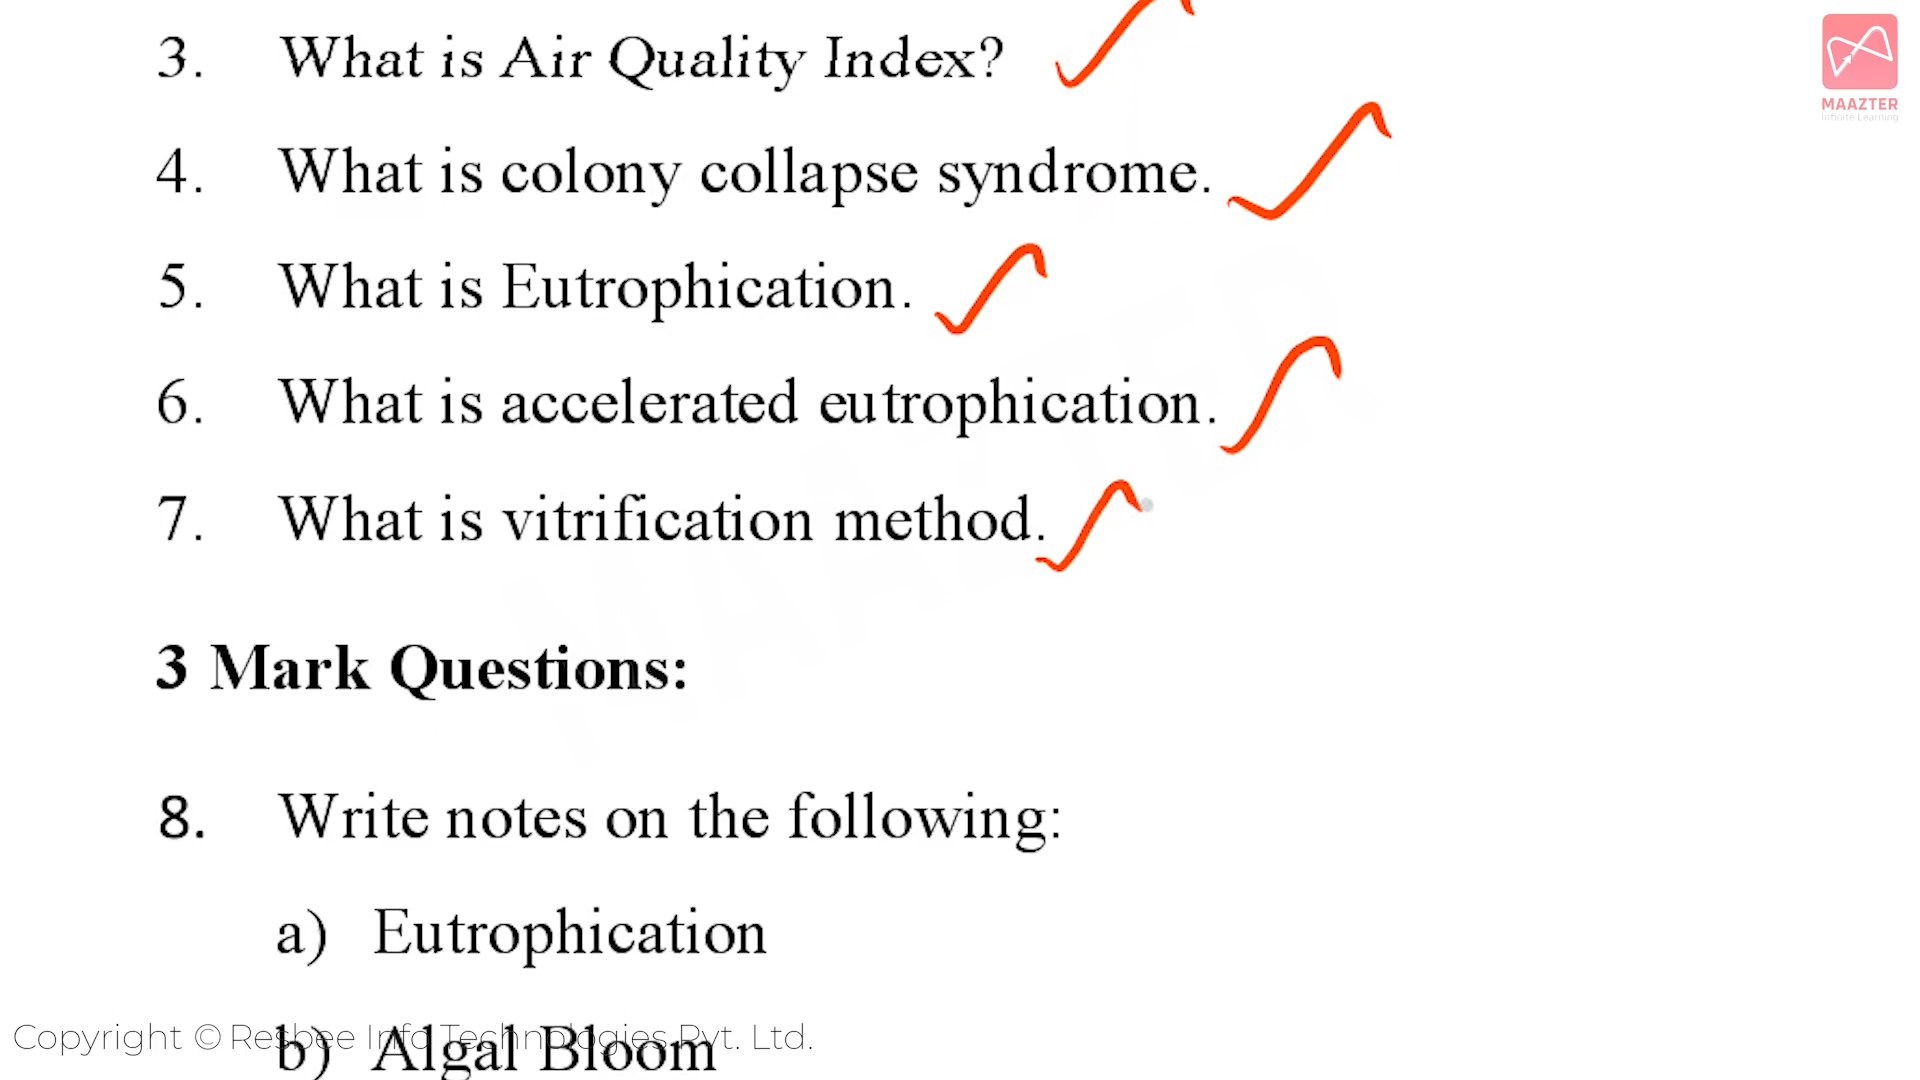 3. What is Air Quality Index?
MAAZTER
Infinite Learning
4. What is colony collapse syndrome.
5. What is Eutrophication.
6. What is accelerated eutrophication.
7. What is vitrification method.
3 Mark Questions:
8. Write notes on the following:
a) Eutrophication
b) Algal Bloom
Copyright © Resbee Info Technologies Pvt. Ltd.